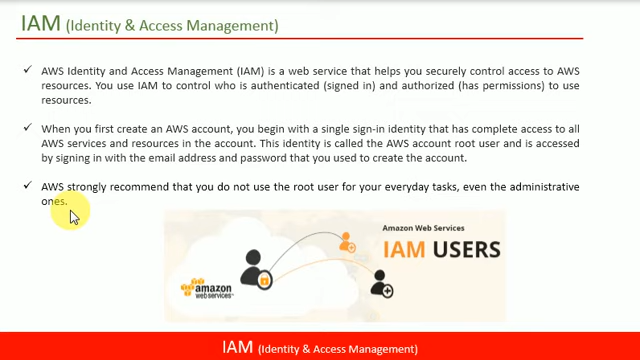 IAM (Identity & Access Management)
✓ AWS Identity and Access Management (IAM) is a web service that helps you securely control access to AWS
resources. You use IAM to control who is authenticated (signed in) and authorized (has permissions) to use
resources.
✓ When you first create an AWS account, you begin with a single sign-in identity that has complete access to all
AWS services and resources in the account. This identity is called the AWS account root user and is accessed
by signing in with the email address and password that you used to create the account.
✓ AWS strongly recommend that you do not use the root user for your everyday tasks, even the administrative
ones.
Amazon Web Services
IAM USERS
amazon
webservices™
IAM (Identity & Access Management)